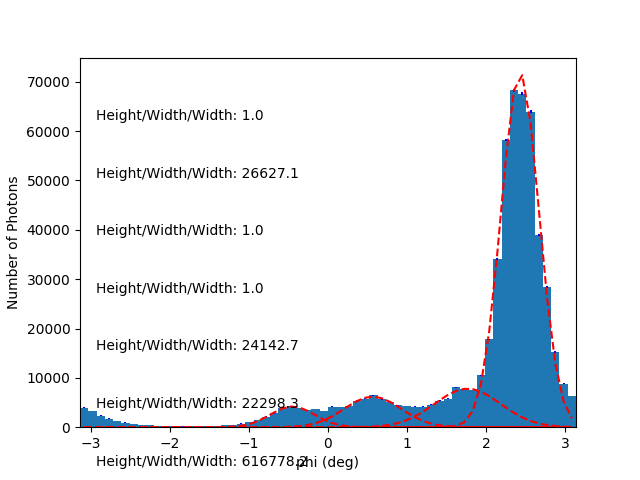 70000
Height/Width/Width: 1.0
60000
Height/Width/Width: 26627.1
50000
Height/Width/Width: 1.0
40000
Number of Photons
Height/Width/Width: 1.0
30000
20000
Height/Width/Width: 24142.7
10000
Height/Width/Width: 22298.3
0
−3 −2 −1 0 1 2 3
Height/Width/Width: 616778.2
phi (deg)